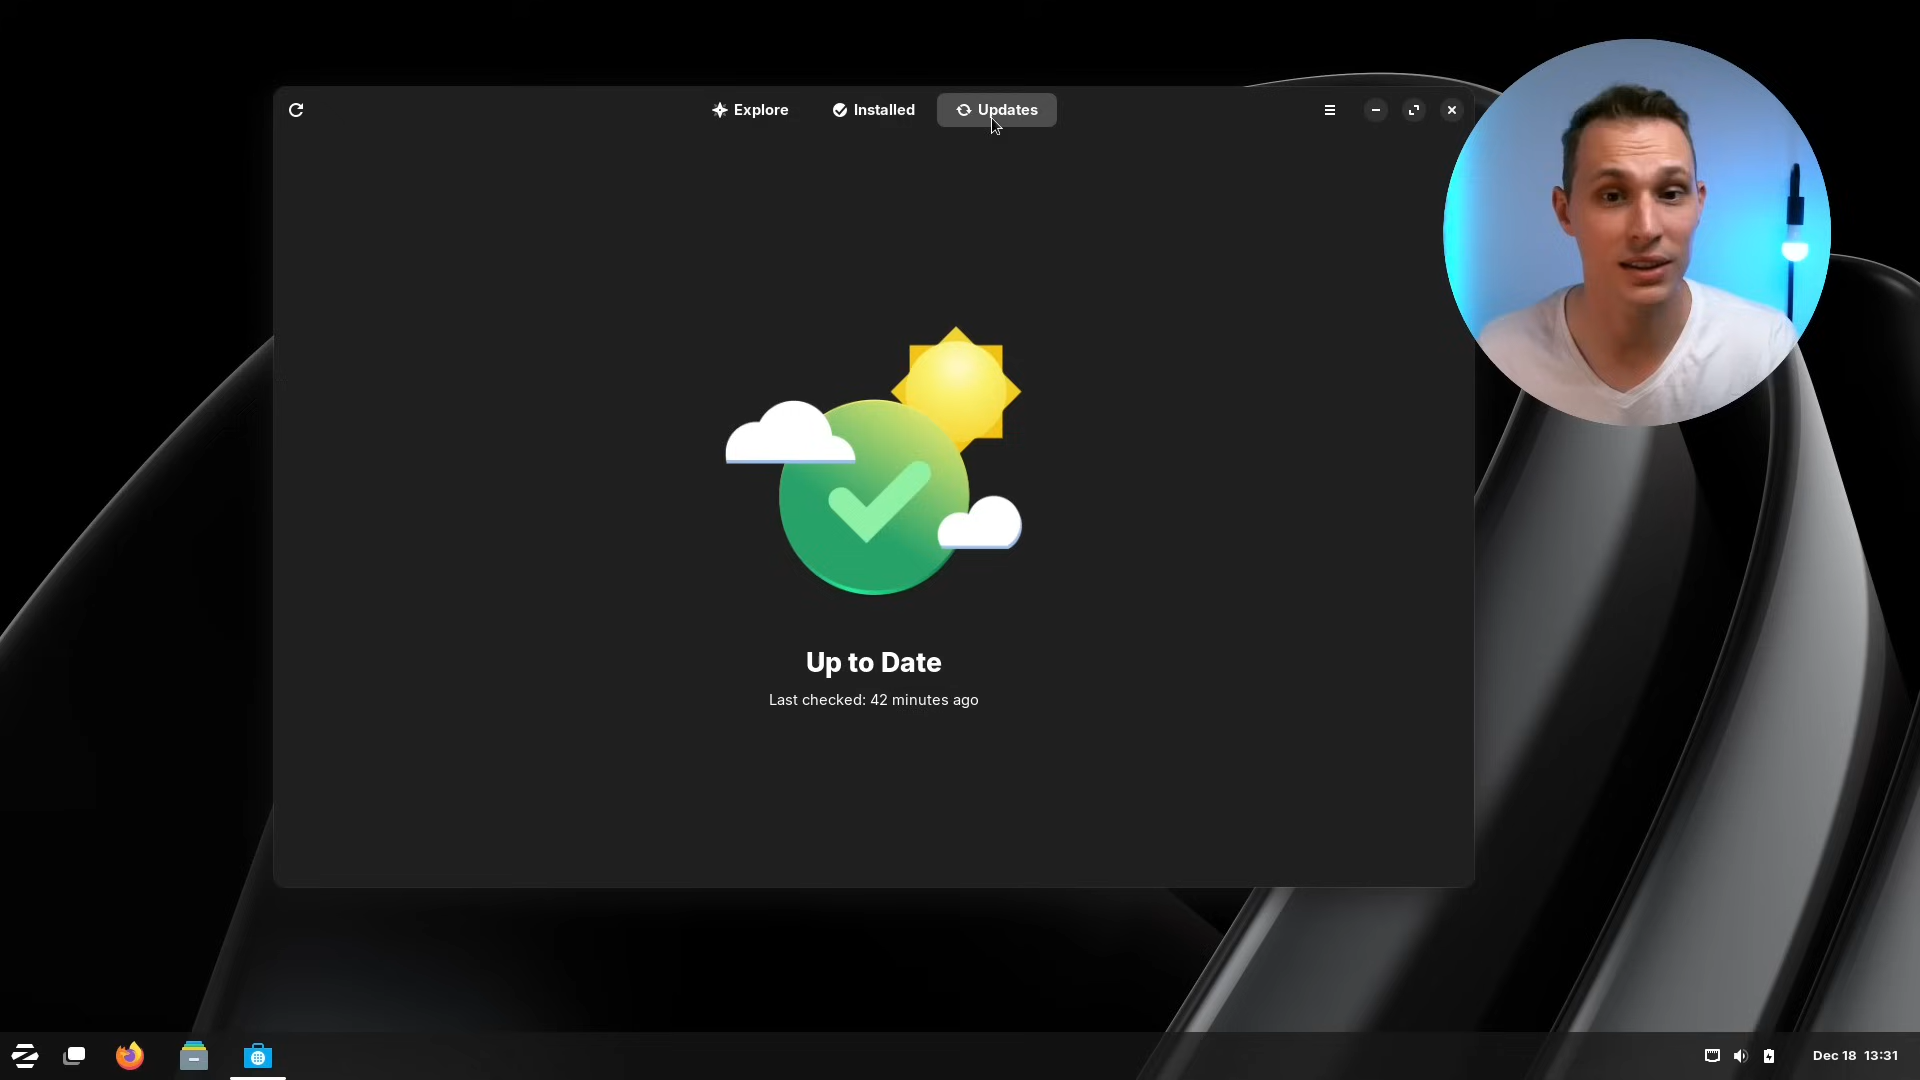 Explore
Installed
Updates
Up to Date
Last checked: 42 minutes ago
Dec 18 13:31